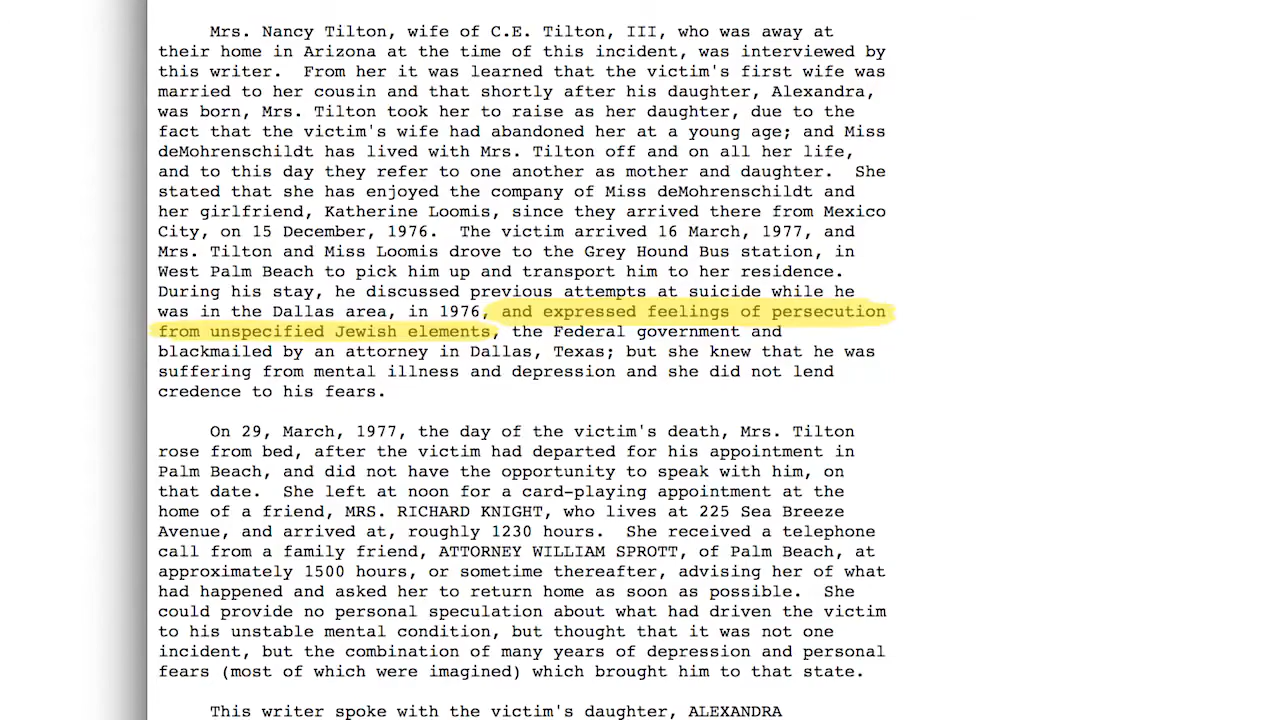 Mrs. Nancy Tilton, wife of C.E. Tilton, III, who was away at
their home in Arizona at the time of this incident, was interviewed by
this writer. From her it was learned that the victim's first wife was
married to her cousin and that shortly after his daughter, Alexandra,
was born, Mrs. Tilton took her to raise as her daughter, due to the
fact that the victim's wife had abandoned her at a young age; and Miss
deMohrenschildt has lived with Mrs. Tilton off and on all her life,
and to this day they refer to one another as mother and daughter. She
stated that she has enjoyed the company of Miss deMohrenschildt and
her girlfriend, Katherine Loomis, since they arrived there from Mexico
City, on 15 December, 1976. The victim arrived 16 March, 1977, and
Mrs. Tilton and Miss Loomis drove to the Grey Hound Bus station, in
West Palm Beach to pick him up and transport him to her residence.
During his stay, he discussed previous attempts at suicide while he
was in the Dallas area, in 1976, and expressed feelings of persecution
from unspecified Jewish elements, the Federal government and
blackmailed by an attorney in Dallas, Texas; but she knew that he was
suffering from mental illness and depression and she did not lend
credence to his fears.
On 29, March, 1977, the day of the victim's death, Mrs. Tilton
rose from bed, after the victim had departed for his appointment in
Palm Beach, and did not have the opportunity to speak with him, on
that date. She left at noon for a card-playing appointment at the
home of a friend, MRS. RICHARD KNIGHT, who lives at 225 Sea Breeze
Avenue, and arrived at, roughly 1230 hours. She received a telephone
call from a family friend, ATTORNEY WILLIAM SPROTT, of Palm Beach, at
approximately 1500 hours, or sometime thereafter, advising her of what
had happened and asked her to return home as soon as possible. She
could provide no personal speculation about what had driven the victim
to his unstable mental condition, but thought that it was not one
incident, but the combination of many years of depression and personal
fears (most of which were imagined) which brought him to that state.
This writer spoke with the victim's daughter, ALEXANDRA